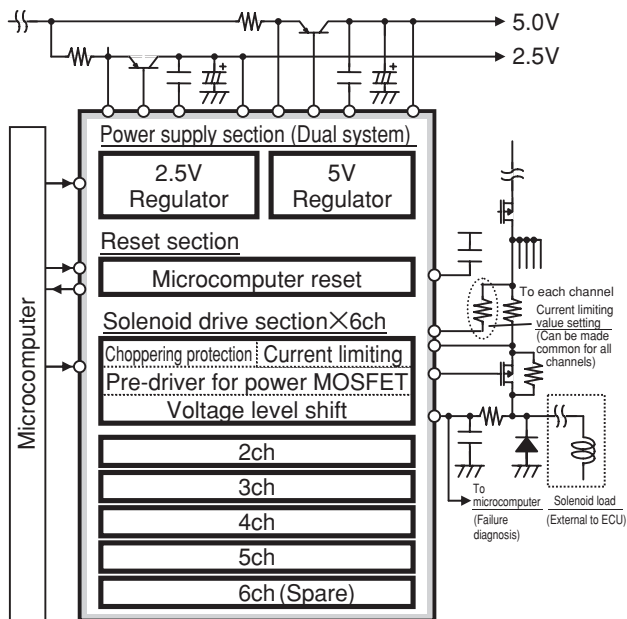 5.0V
2.5V
+
+
Power supply section (Dual system)
2.5V
Regulator
5V
Regulator
Reset section
Microcomputer reset
Microcomputer
Solenoid drive section×6ch
Choppering protection
Current limiting
Pre-driver for power MOSFET
Voltage level shift
2ch
3ch
4ch
5ch
6ch (Spare)
To each channel
Current limiting
value setting
(Can be made
common for all
channels)
To
microcomputer
(Failure
diagnosis)
Solenoid load
(External to ECU)